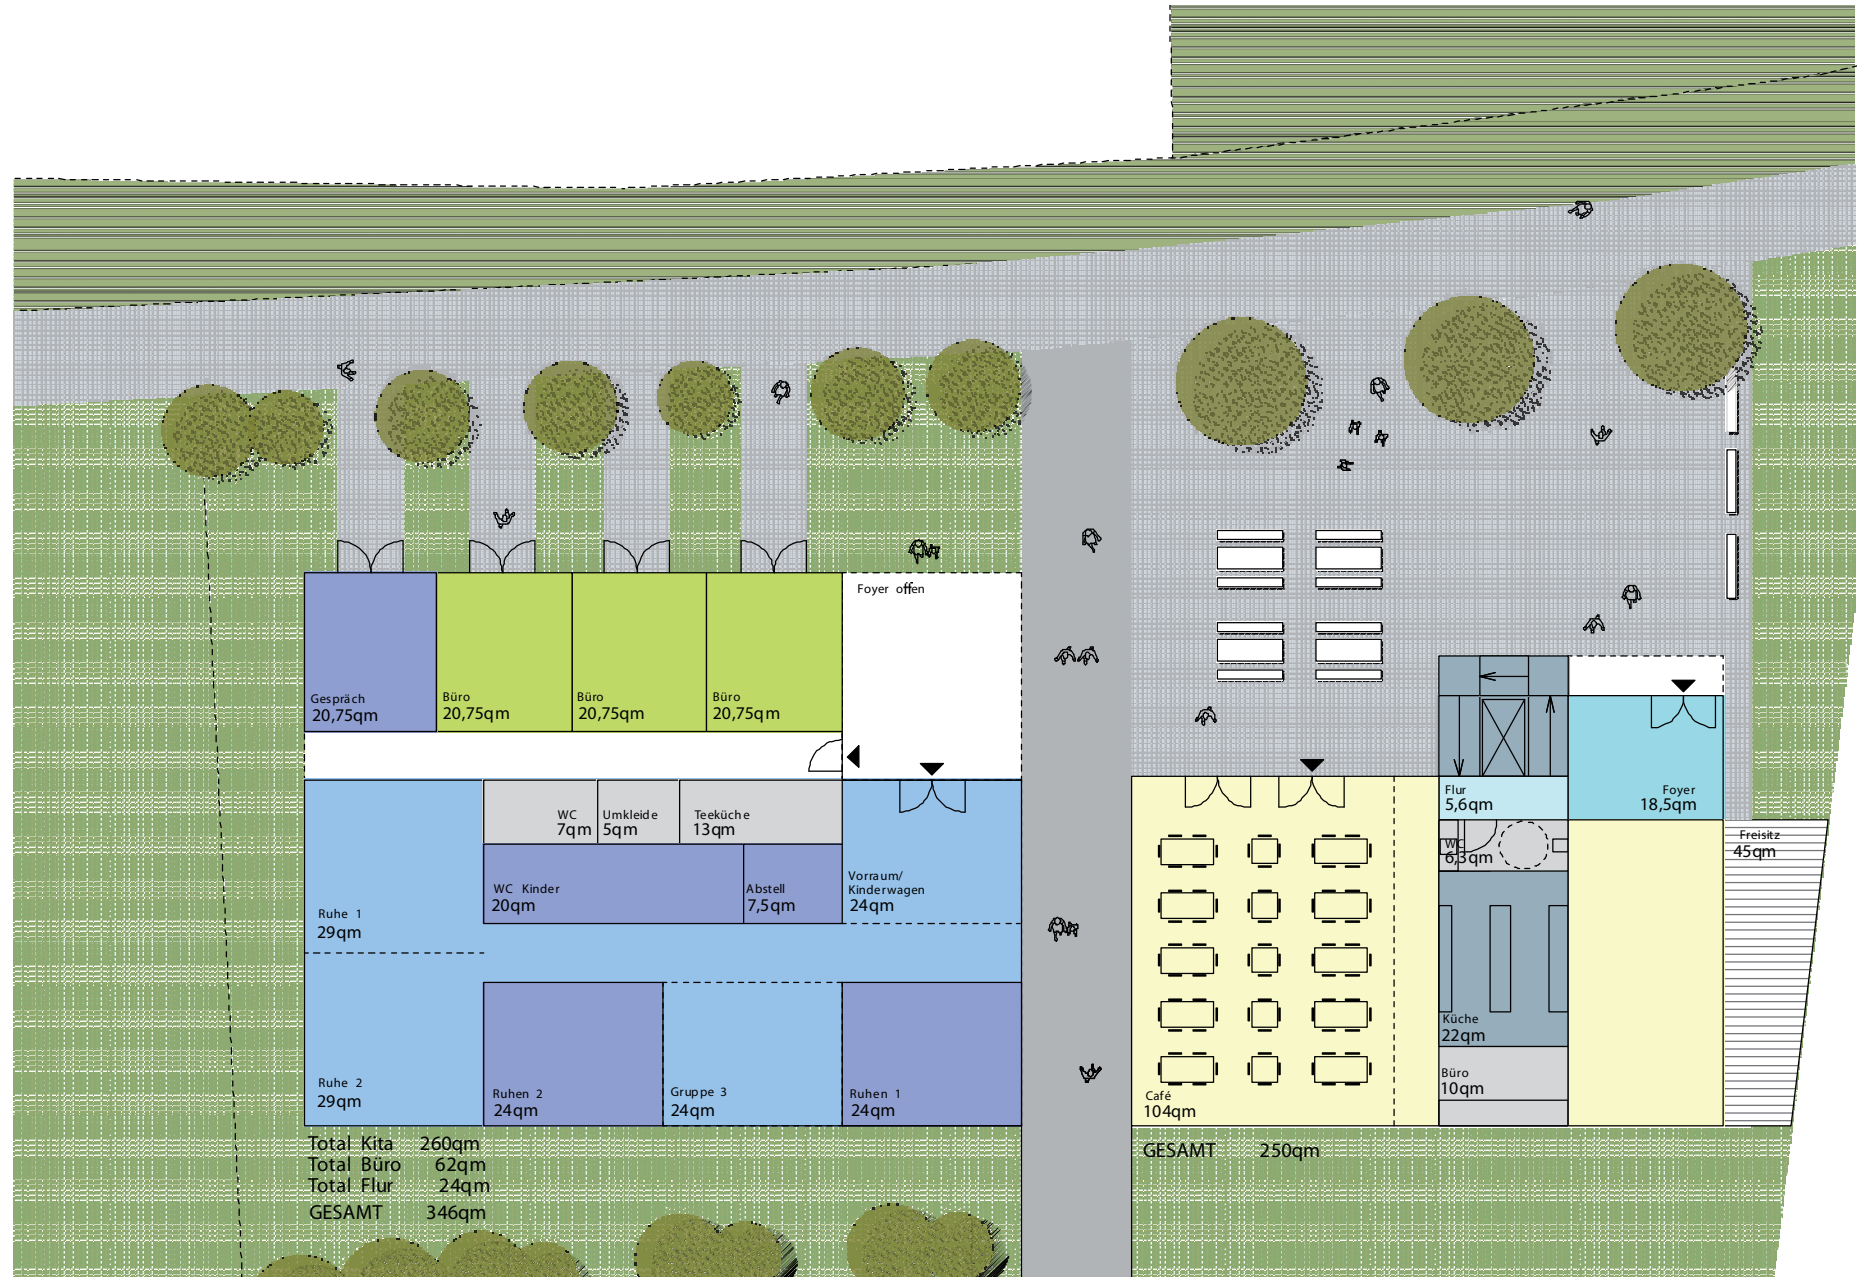 Foyer offen
Gespräch
20,75qm
Büro
20,75qm
Büro
20,75qm
Büro
20,75qm
WC
7qm
Umkleide
5qm
Teeküche
13qm
WC Kinder
20qm
Abstell
7,5qm
Vorraum/
Kinderwagen
24qm
Ruhe 1
29qm
Ruhe 2
29qm
Ruhen 2
24qm
Gruppe 3
24qm
Ruhen 1
24qm
Total Kita 260qm
Total Büro 62qm
Total Flur 24qm
GESAMT 346qm
Flur
5,6qm
Foyer
18,5qm
WC
6,3qm
Freisitz
45qm
Küche
22qm
Büro
10qm
Café
104qm
GESAMT 250qm